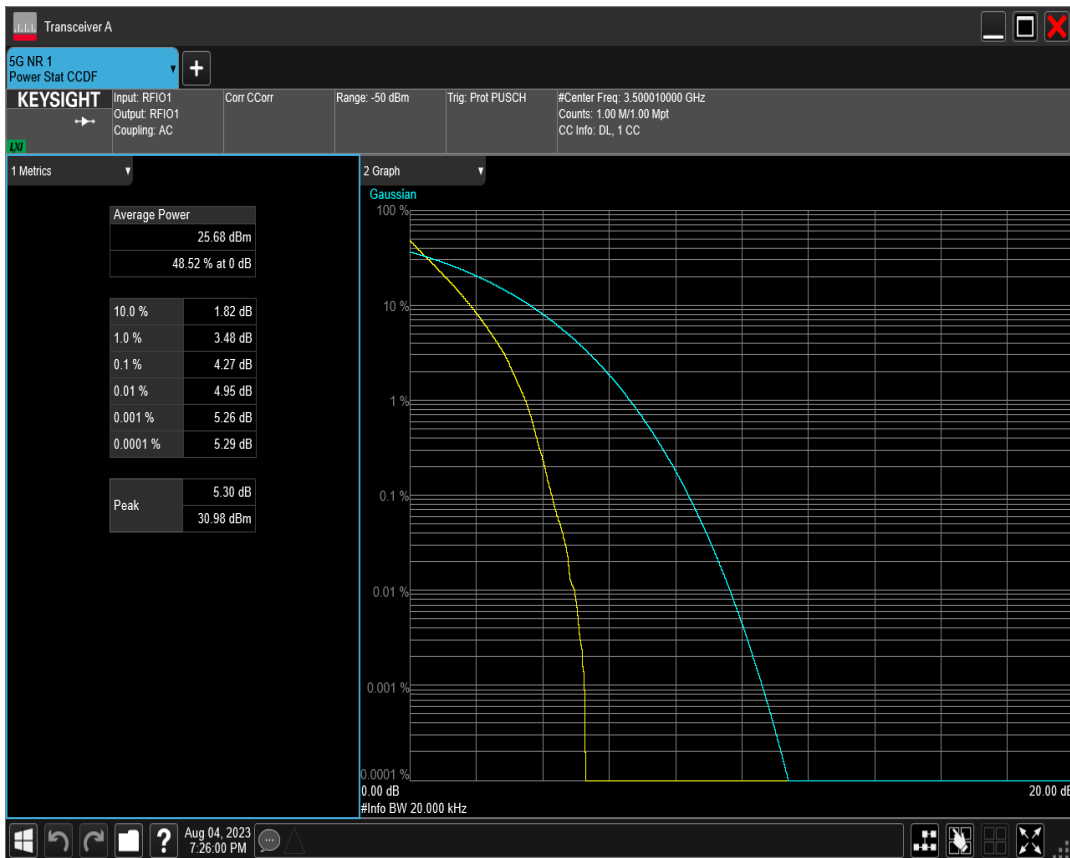 Transceiver A
5G NR 1
Power Stat CCDF
+
KEYSIGHT
LXI
Input: RFIO1
Output: RFIO1
Coupling: AC
Corr CCorr
Range: -50 dBm
Trig: Prot PUSCH
#Center Freq: 3.500010000 GHz
Counts: 1.00 M/1.00 Mpt
CC Info: DL, 1 CC
1 Metrics
Average Power
25.68 dBm
48.52 % at 0 dB
10.0 % 1.82 dB
1.0 % 3.48 dB
0.1 % 4.27 dB
0.01 % 4.95 dB
0.001 % 5.26 dB
0.0001 % 5.29 dB
Peak
5.30 dB
30.98 dBm
2 Graph
Gaussian
100 %
10 %
1 %
0.1 %
0.01 %
0.001 %
0.0001 %
0.00 dB 20.00 dB
#Info BW 20.000 kHz
?
Aug 04, 2023
7:26:00 PM